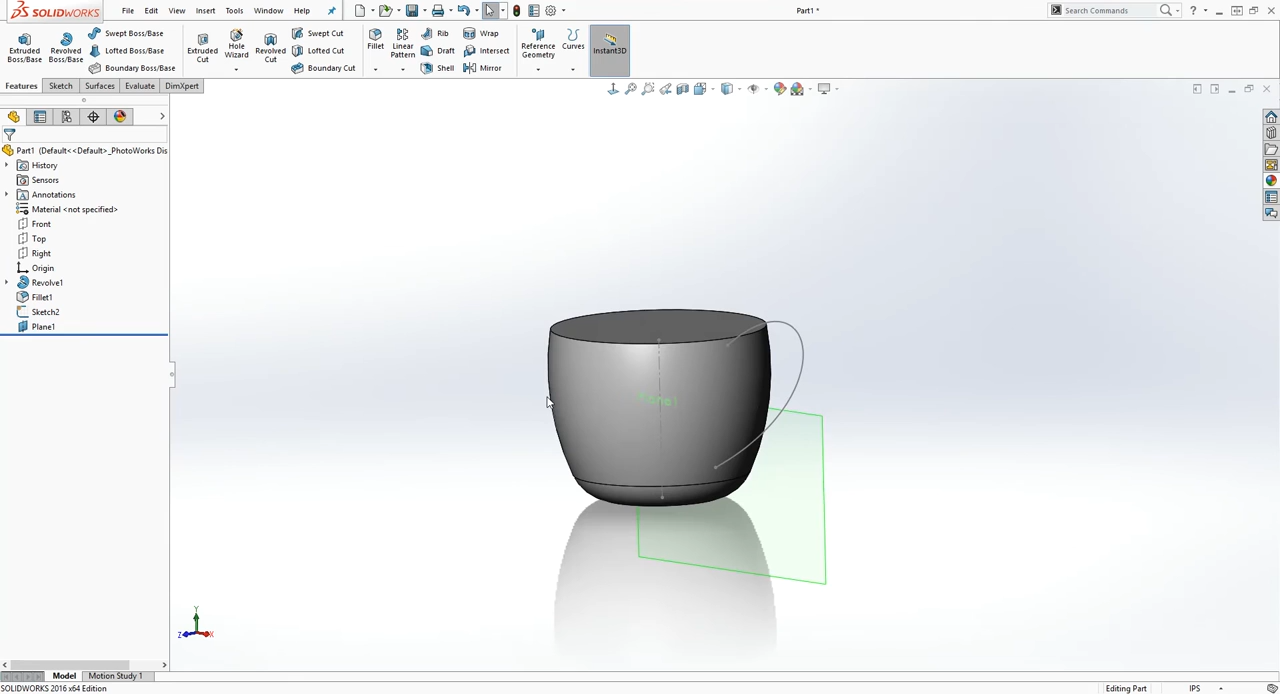 SOLIDWORKS File Edit View Insert Tools Window Help Part1 * Search Commands ?
Extruded Boss/Base
Revolved Boss/Base
Swept Boss/Base
Lofted Boss/Base
Boundary Boss/Base
Extruded Cut
Hole Wizard
Revolved Cut
Swept Cut
Lofted Cut
Boundary Cut
Fillet
Linear Pattern
Rib
Draft
Shell
Wrap
Intersect
Mirror
Reference Geometry
Curves
Instant3D
Features Sketch Surfaces Evaluate DimXpert
Part1 (Default<<Default>_PhotoWorks Dis
History
Sensors
Annotations
Material <not specified>
Front
Top
Right
Origin
Revolve1
Fillet1
Sketch2
Plane1
Y
Z X
Model Motion Study 1
SOLIDWORKS 2016 x64 Edition Editing Part IPS